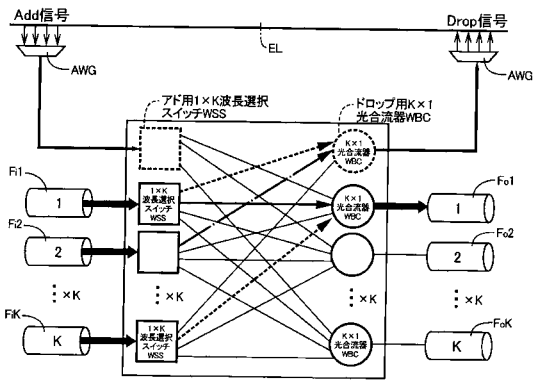 Add信号
Drop信号
EL
AWG
AWG
アド用1×K波長選択
スイッチWSS
ドロップ用K×1
光合流器WBC
K×1
光合流器
WBC
Fi1
1
1×K
波長選択
スイッチ
WSS
K×1
光合流器
WBC
Fo1
1
Fi2
2
Fo2
2
⋮×K
⋮×K
⋮×K
⋮×K
FiK
K
1×K
波長選択
スイッチ
WSS
K×1
光合流器
WBC
FoK
K